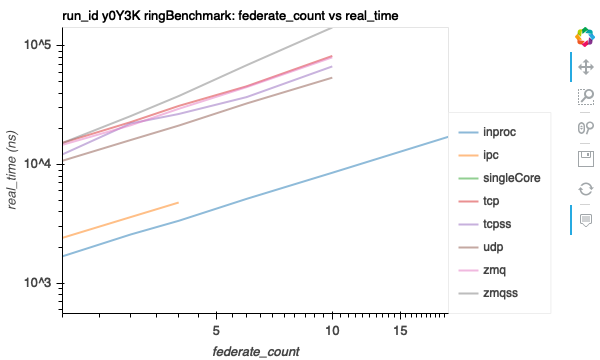 run_id y0Y3K ringBenchmark: federate_count vs real_time
10^5
10^4
10^3
real_time (ns)
5
10
15
federate_count
inproc
ipc
singleCore
tcp
tcpss
udp
zmq
zmqss